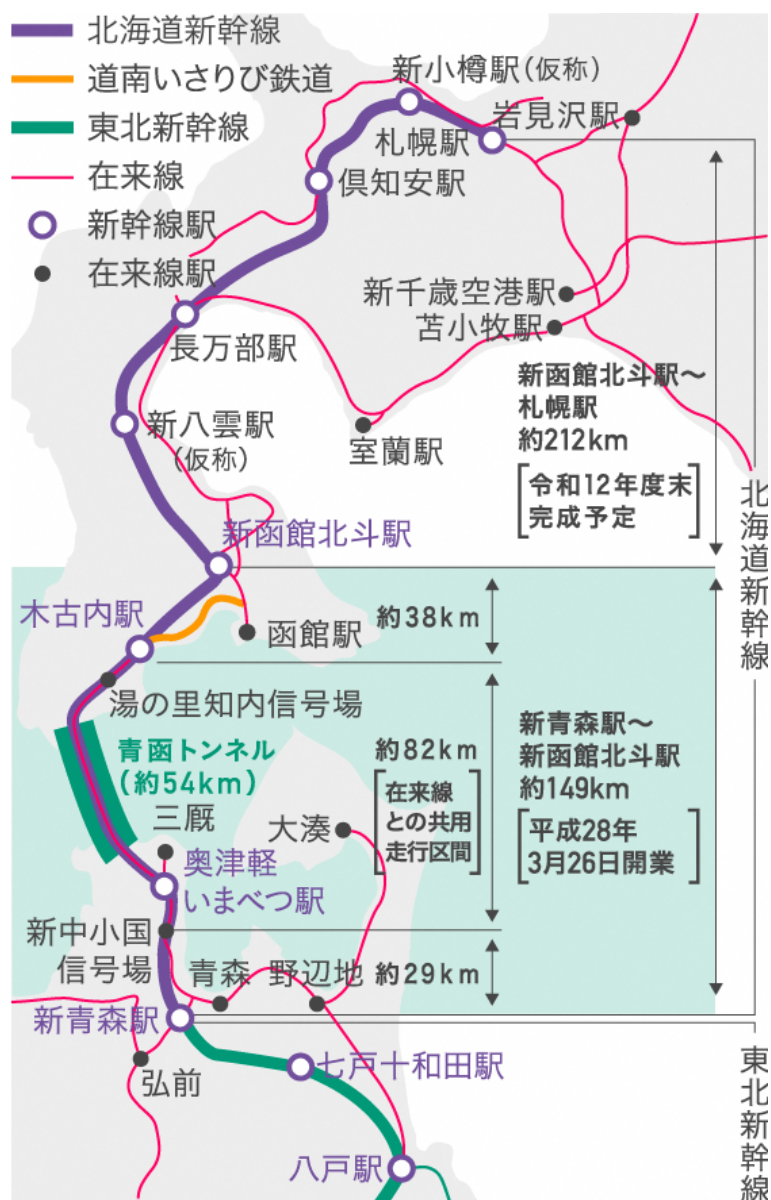 北海道新幹線
道南いさりび鉄道
東北新幹線
在来線
新幹線駅
在来線駅
新小樽駅(仮称)
岩見沢駅
札幌駅
倶知安駅
新千歳空港駅
苫小牧駅
長万部駅
新函館北斗駅〜
札幌駅
約212km
令和12年度末
完成予定
新八雲駅
(仮称)
室蘭駅
北海道新幹線
新函館北斗駅
木古内駅
函館駅
約38km
湯の里知内信号場
青函トンネル
(約54km)
約82km
在来線
との共用
走行区間
新青森駅〜
新函館北斗駅
約149km
平成28年
3月26日開業
三厩
大湊
奥津軽
いまべつ駅
新中小国
信号場
青森
野辺地
約29km
新青森駅
弘前
七戸十和田駅
八戸駅
東北新幹線